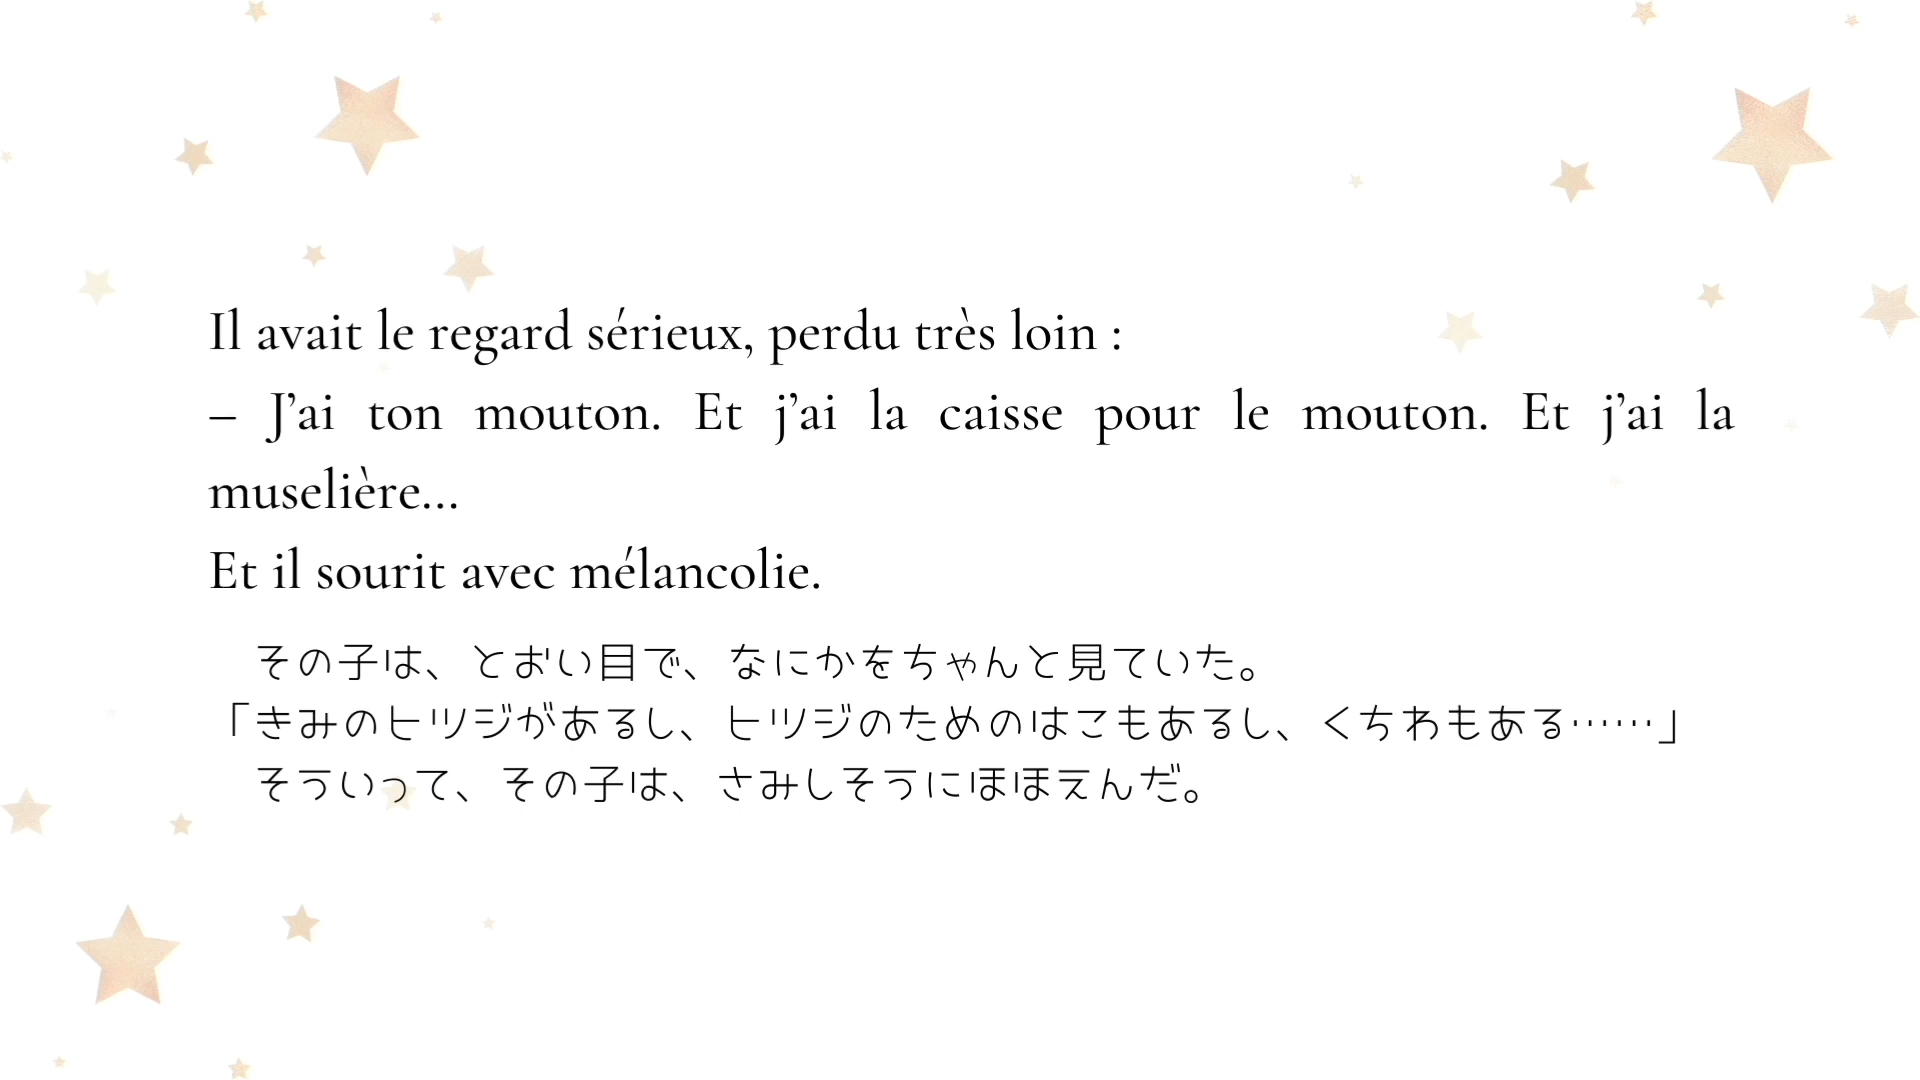 Il avait le regard sérieux, perdu très loin :
– J’ai ton mouton. Et j’ai la caisse pour le mouton. Et j’ai la
muselière…
Et il sourit avec mélancolie.
その子は、とおい目で、なにかをちゃんと見ていた。
「きみのヒツジがあるし、ヒツジのためのはこもあるし、くちわもある……」
そういって、その子は、さみしそうにほほえんだ。